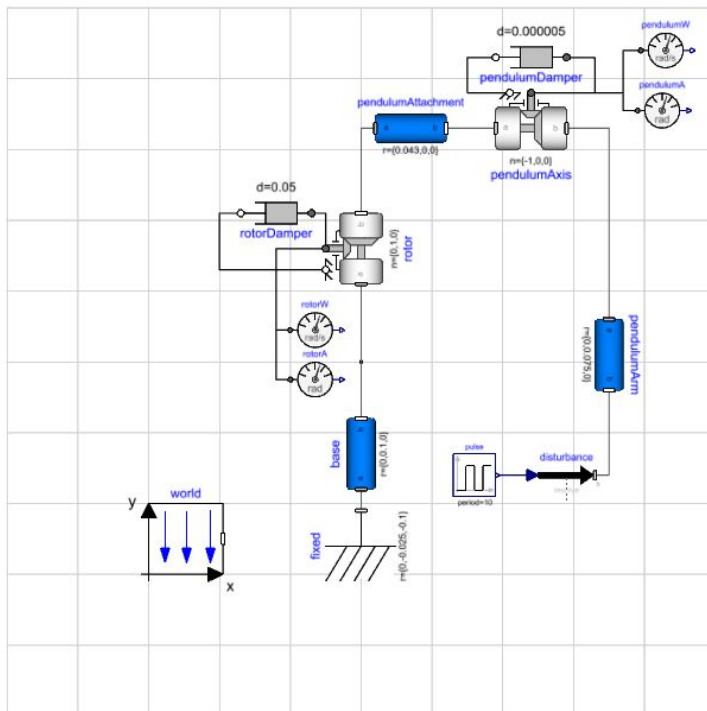 pendulumW
d=0.000005
rad/s
pendulumDamper
pendulumA
pendulumAttachment
rad
a
b
a
b
r={0.043,0,0}
n={-1,0,0}
pendulumAxis
d=0.05
rotorDamper
n={0,1,0}
rotor
rotorW
rad/s
rotorA
rad
r={0,0.075,0}
pendulumArm
base
r={0,0.1,0}
pulse
disturbance
period=10
world
y
x
fixed
r={0,-0.025,-0.1}